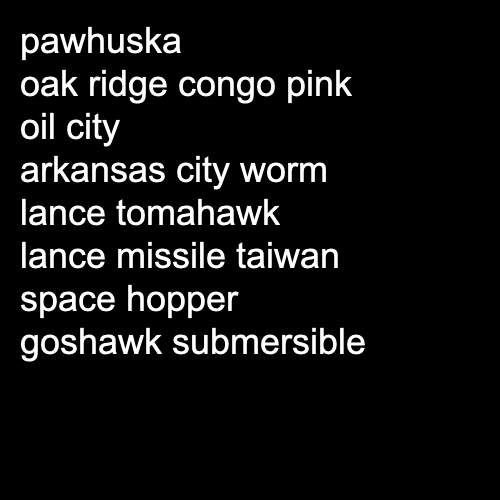 pawhuska
oak ridge congo pink
oil city
arkansas city worm
lance tomahawk
lance missile taiwan
space hopper
goshawk submersible